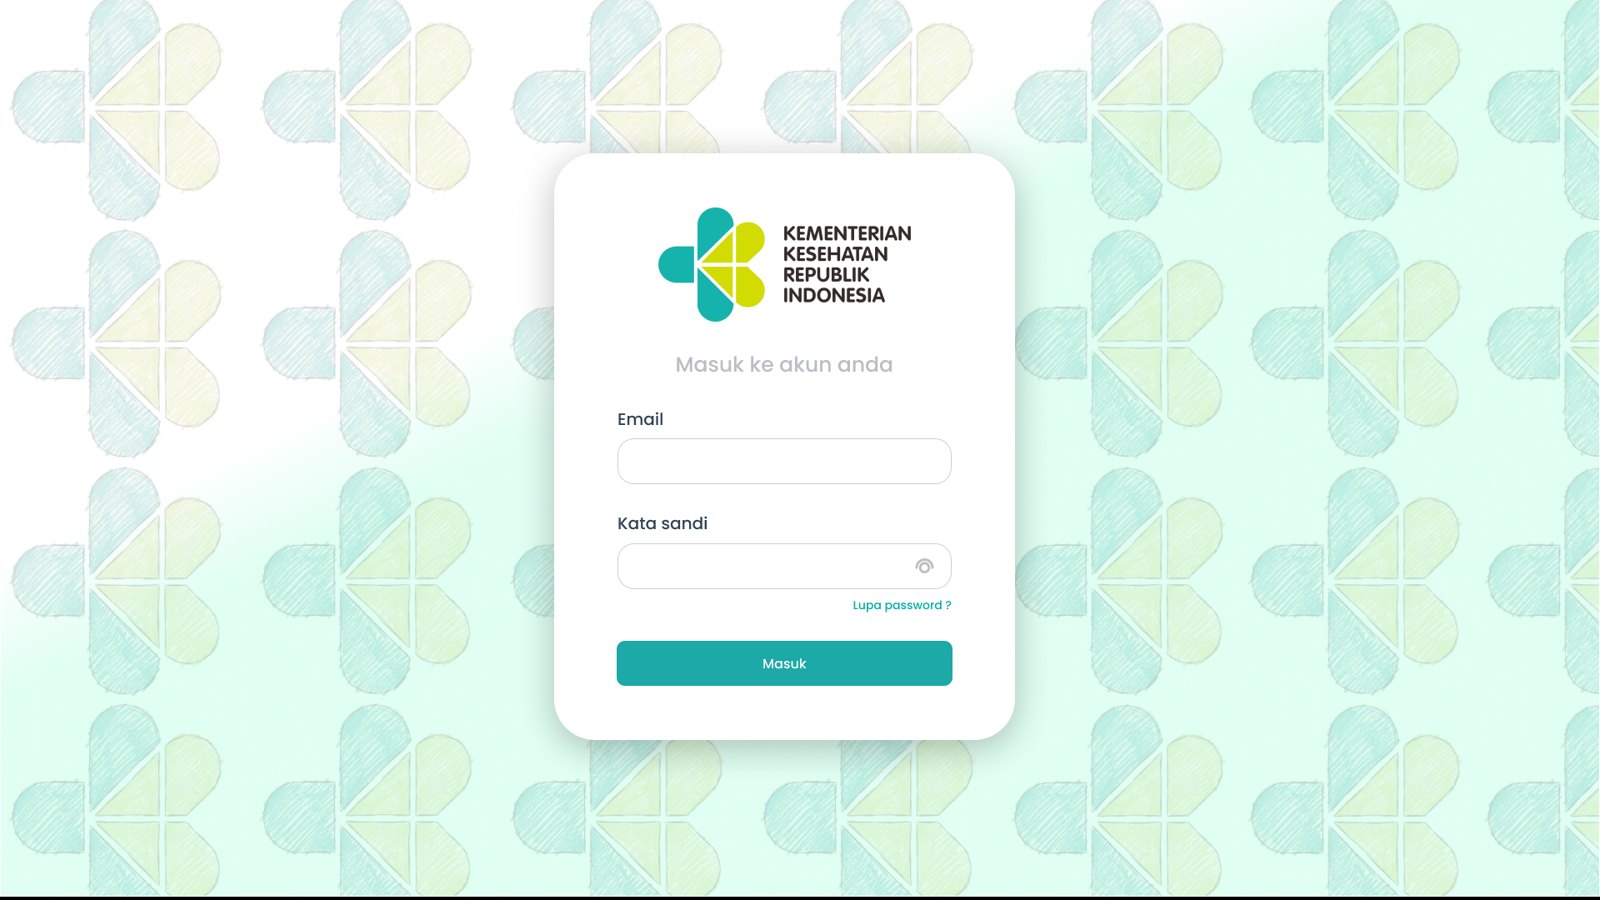 KEMENTERIAN
KESEHATAN
REPUBLIK
INDONESIA
Masuk ke akun anda
Email
Kata sandi
Lupa password ?
Masuk